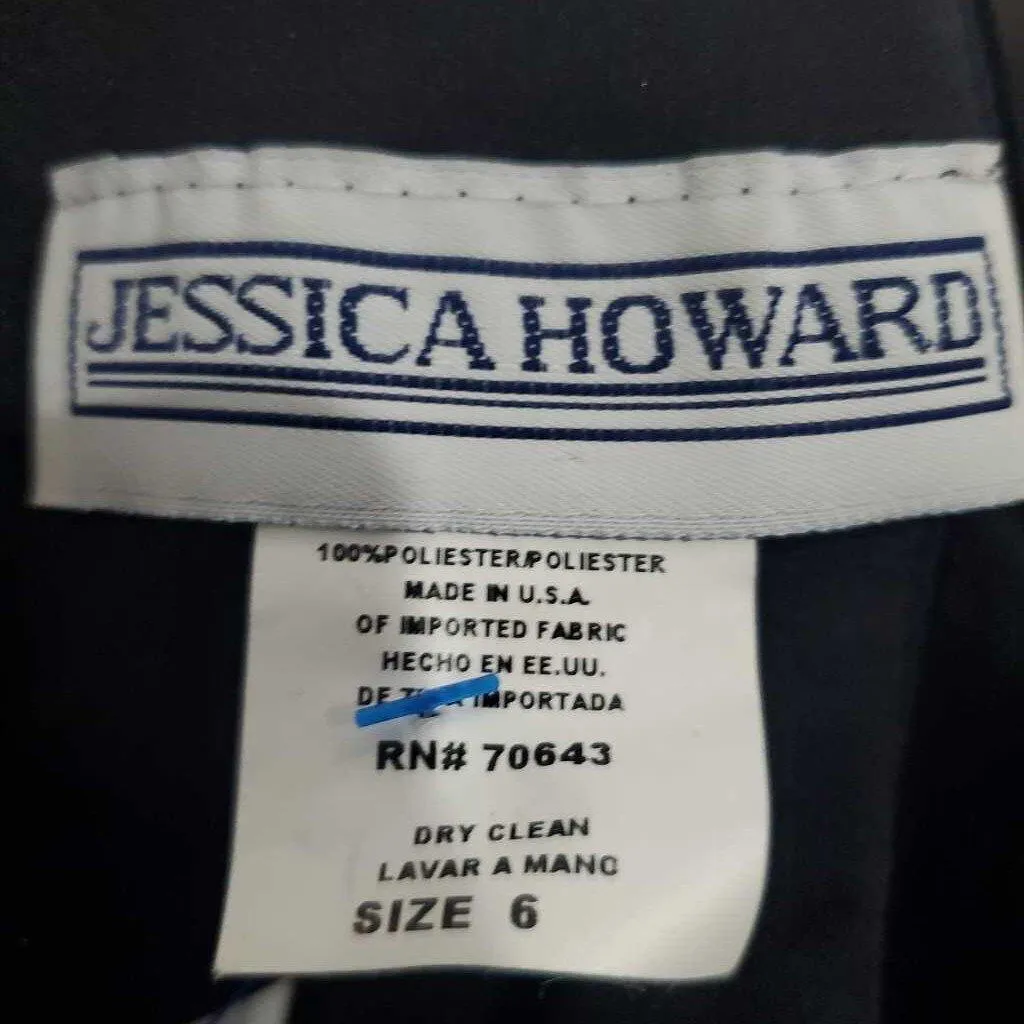 JESSICA HOWARD
100%POLIESTER/POLIESTER
MADE IN U.S.A.
OF IMPORTED FABRIC
HECHO EN EE.UU.
DE IMPORTADA
RN# 70643
DRY CLEAN
LAVAR A MANO
SIZE 6